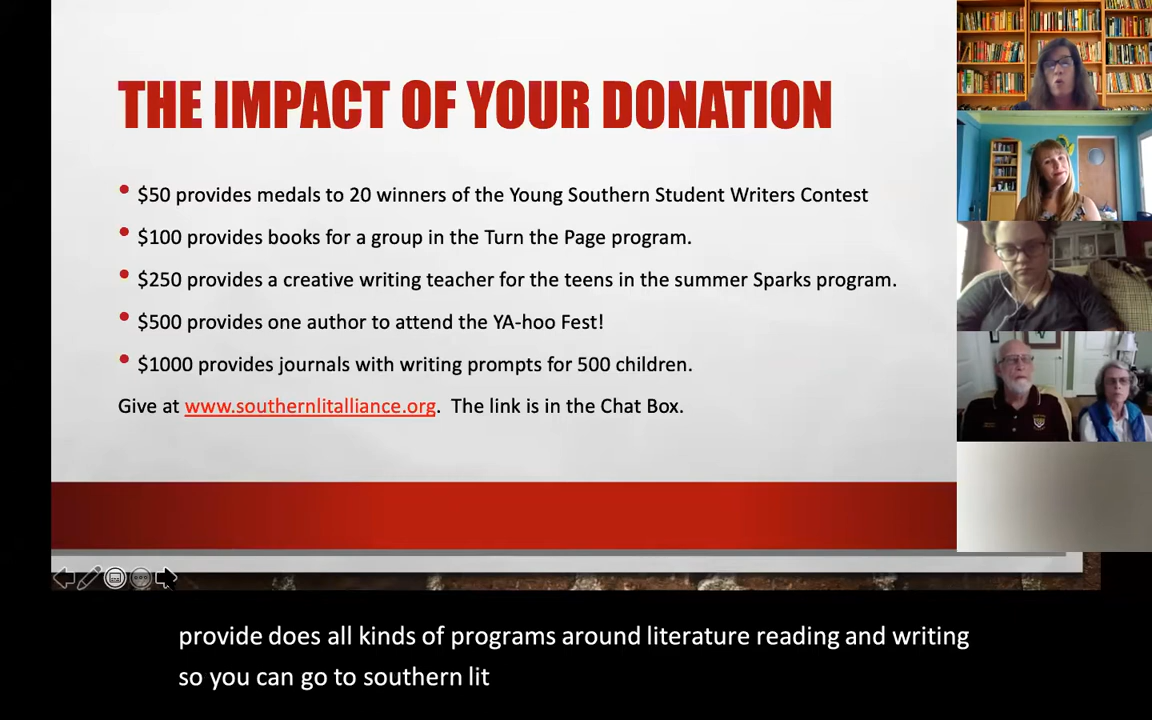 THE IMPACT OF YOUR DONATION
$50 provides medals to 20 winners of the Young Southern Student Writers Contest
$100 provides books for a group in the Turn the Page program.
$250 provides a creative writing teacher for the teens in the summer Sparks program.
$500 provides one author to attend the YA-hoo Fest!
$1000 provides journals with writing prompts for 500 children.
Give at www.southernlitalliance.org. The link is in the Chat Box.
provide does all kinds of programs around literature reading and writing
so you can go to southern lit